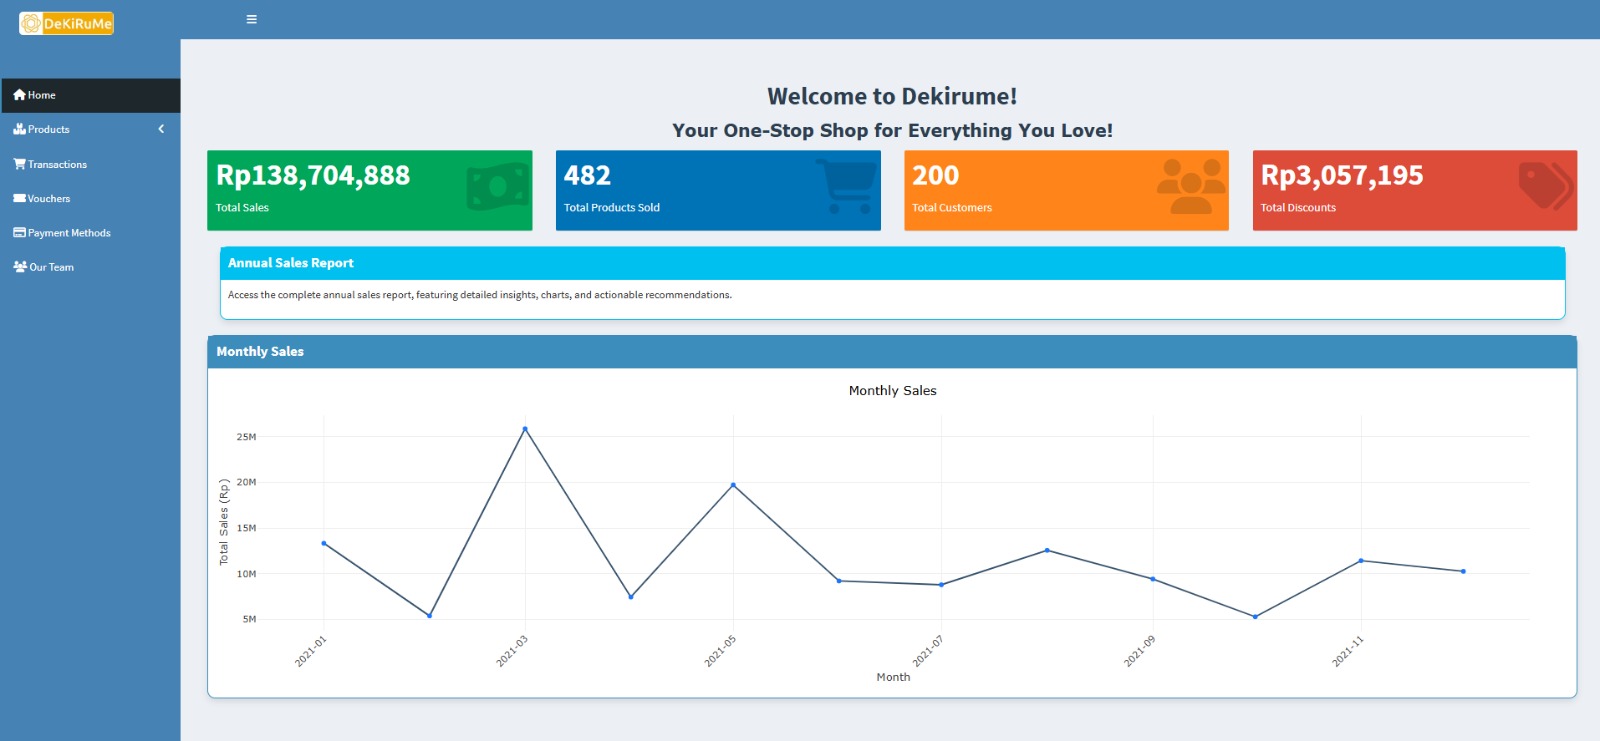 DeKiRuMe
Home
Products
Transactions
Vouchers
Payment Methods
Our Team
Welcome to Dekirume!
Your One-Stop Shop for Everything You Love!
Rp138,704,888
Total Sales
482
Total Products Sold
200
Total Customers
Rp3,057,195
Total Discounts
Annual Sales Report
Access the complete annual sales report, featuring detailed insights, charts, and actionable recommendations.
Monthly Sales
Monthly Sales
Total Sales (Rp)
25M
20M
15M
10M
5M
2021-01
2021-03
2021-05
2021-07
2021-09
2021-11
Month